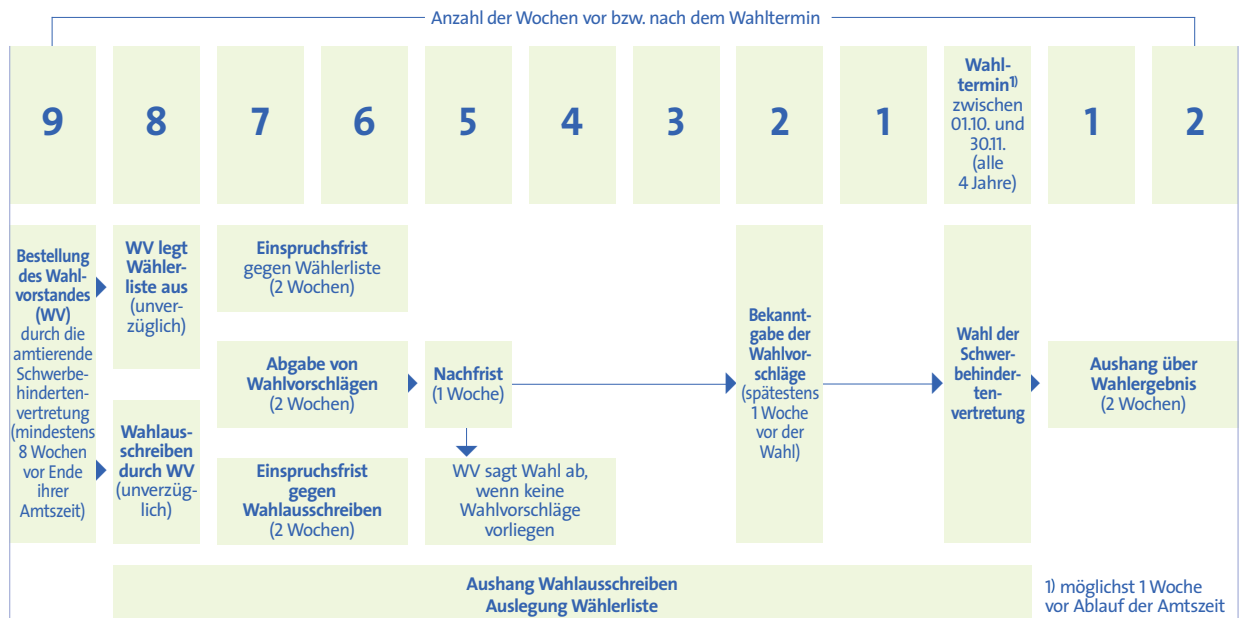 Anzahl der Wochen vor bzw. nach dem Wahltermin
9
8
7
6
5
4
3
2
1
Wahl-
termin1)
zwischen
01.10. und
30.11.
(alle
4 Jahre)
1
2
Bestellung
des Wahl-
vorstandes
(WV)
durch die
amtierende
Schwerbe-
hinderten-
vertretung
(mindestens
8 Wochen
vor Ende
ihrer
Amtszeit)
WV legt
Wähler-
liste aus
(unver-
züglich)
Wahlaus-
schreiben
durch WV
(unverzüg-
lich)
Einspruchsfrist
gegen Wählerliste
(2 Wochen)
Abgabe von
Wahlvorschlägen
(2 Wochen)
Einspruchsfrist
gegen
Wahlausschreiben
(2 Wochen)
Nachfrist
(1 Woche)
WV sagt Wahl ab,
wenn keine
Wahlvorschläge
vorliegen
Bekannt-
gabe der
Wahlvor-
schläge
(spätestens
1 Woche
vor der
Wahl)
Wahl der
Schwer-
behinder-
ten-
vertretung
Aushang über
Wahlergebnis
(2 Wochen)
Aushang Wahlausschreiben
Auslegung Wählerliste
1) möglichst 1 Woche
vor Ablauf der Amtszeit